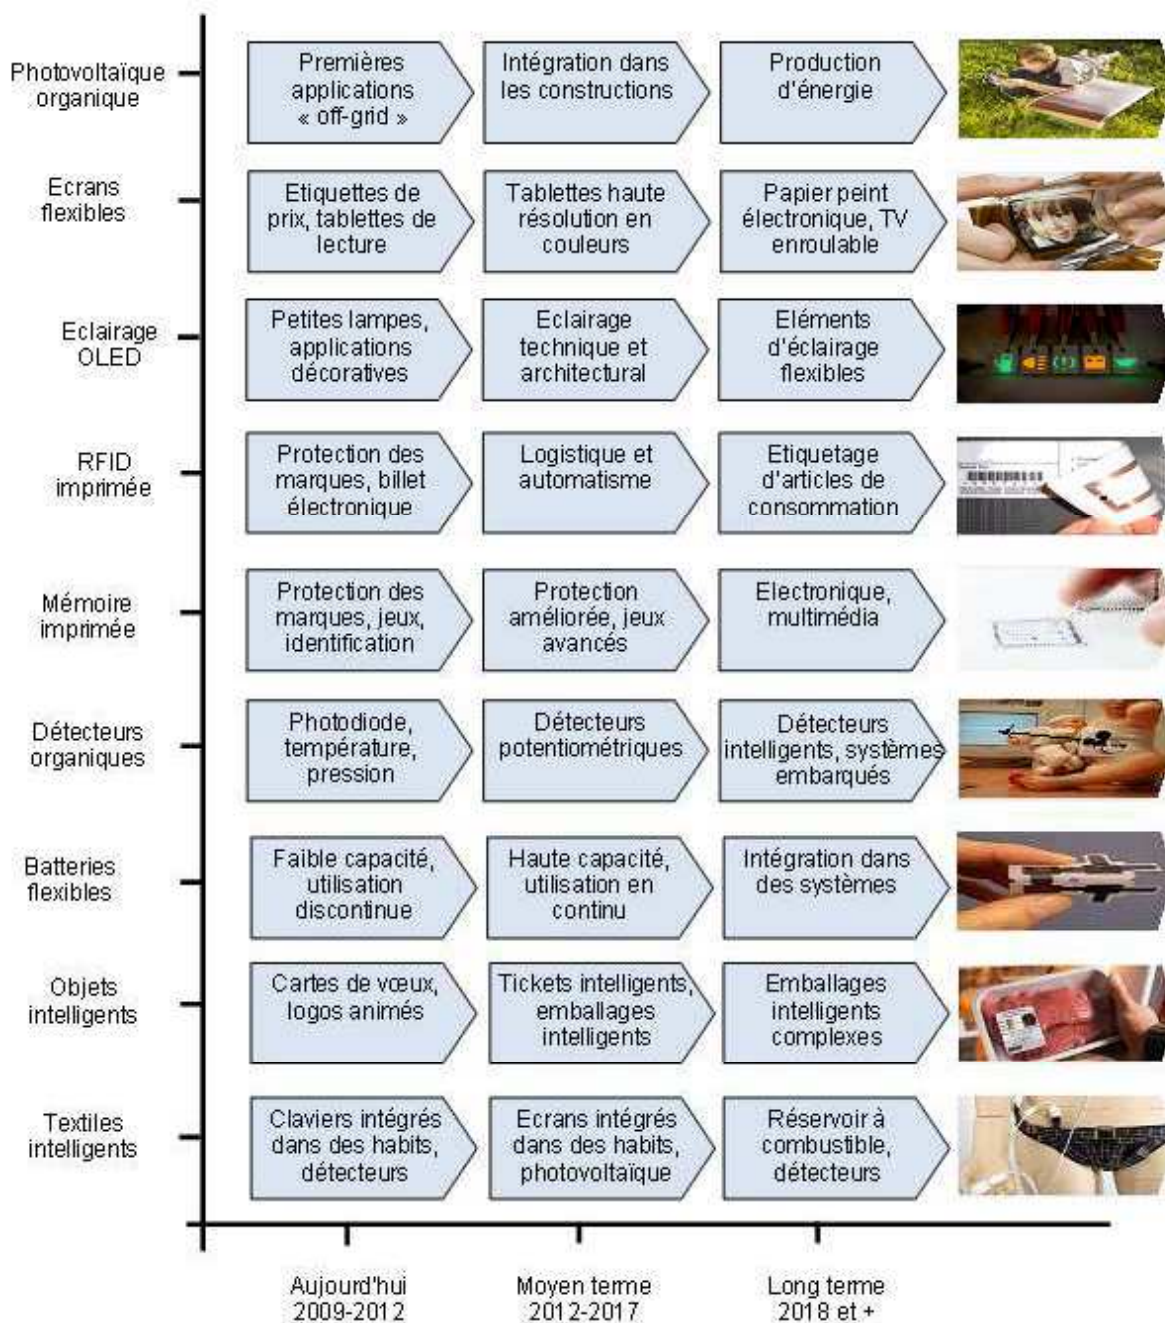 Photovoltaïque
organique
Premières
applications
« off-grid »
Intégration dans
les constructions
Production
d'énergie
Ecrans
flexibles
Etiquettes de
prix, tablettes de
lecture
Tablettes haute
résolution en
couleurs
Papier peint
électronique, TV
enroulable
Eclairage
OLED
Petites lampes,
applications
décoratives
Eclairage
technique et
architectural
Eléments
d'éclairage
flexibles
RFID
imprimée
Protection des
marques, billet
électronique
Logistique et
automatisme
Etiquetage
d'articles de
consommation
Mémoire
imprimée
Protection des
marques, jeux,
identification
Protection
améliorée, jeux
avancés
Electronique,
multimédia
Détecteurs
organiques
Photodiode,
température,
pression
Détecteurs
potentiométriques
Détecteurs
intelligents, systèmes
embarqués
Batteries
flexibles
Faible capacité,
utilisation
discontinue
Haute capacité,
utilisation en
continu
Intégration dans
des systèmes
Objets
intelligents
Cartes de vœux,
logos animés
Tickets intelligents,
emballages
intelligents
Emballages
intelligents
complexes
Textiles
intelligents
Claviers intégrés
dans des habits,
détecteurs
Ecrans intégrés
dans des habits,
photovoltaïque
Réservoir à
combustible,
détecteurs
Aujourd'hui
2009-2012
Moyen terme
2012-2017
Long terme
2018 et +